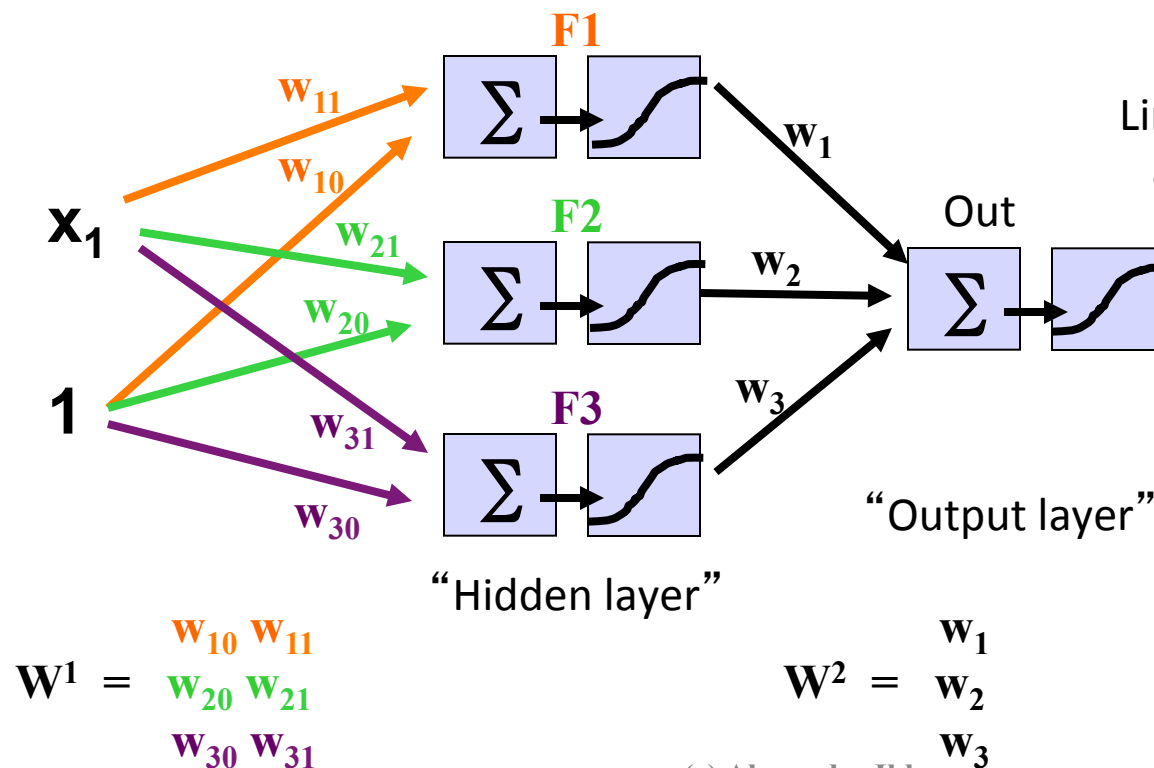 F1
w11
w10
w1
Li
x1
F2
Out
w21
w2
w20
Σ
Σ
Σ
Σ
1
F3
w3
w31
w30
“Output layer”
“Hidden layer”
W1 = w10 w11
w20 w21
w30 w31
W2 = w1
w2
w3